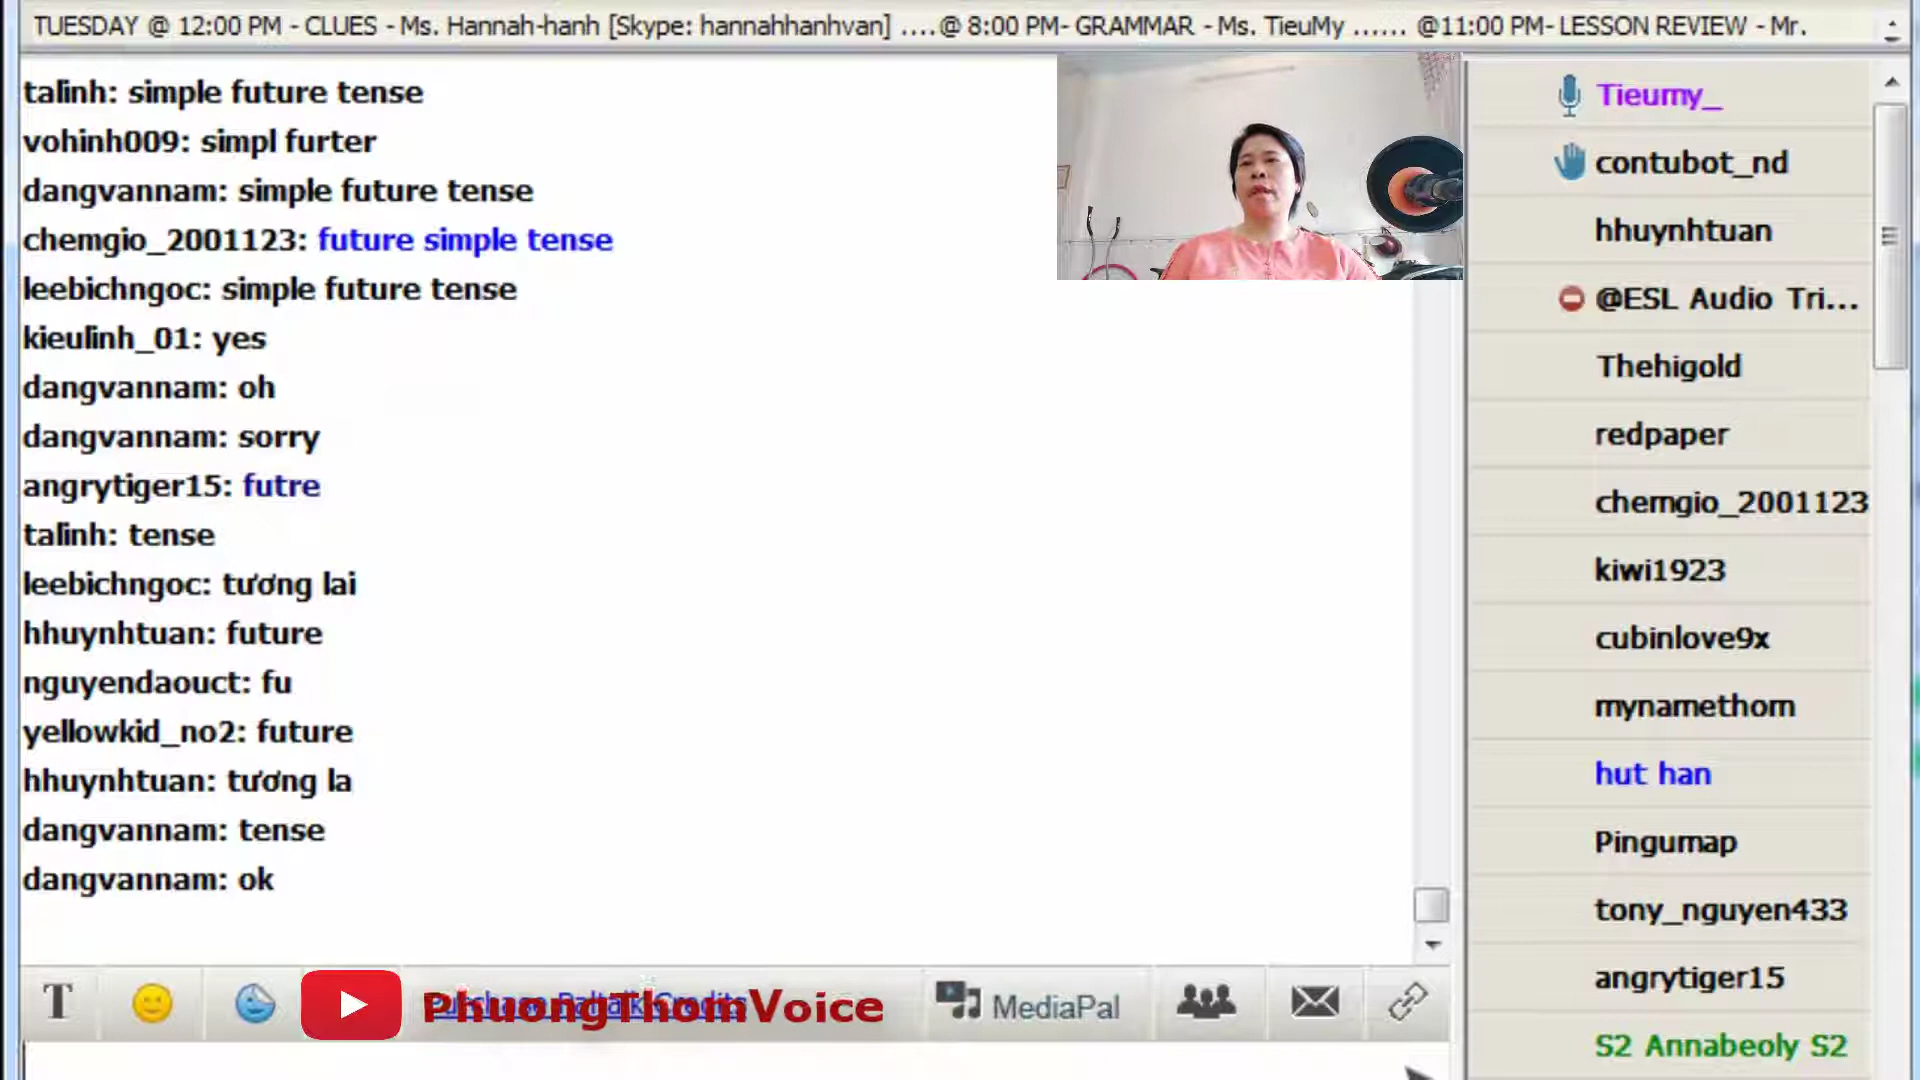 TUESDAY @ 12:00 PM - CLUES - Ms. Hannah-hanh [Skype: hannahhanhvan] ....@ 8:00 PM- GRAMMAR - Ms. TieuMy ...... @11:00 PM- LESSON REVIEW - Mr.
talinh: simple future tense
vohinh009: simpl furter
dangvannam: simple future tense
chemgio_2001123: future simple tense
leebichngoc: simple future tense
kieulinh_01: yes
dangvannam: oh
dangvannam: sorry
angrytiger15: futre
talinh: tense
leebichngoc: tương lai
hhuynhtuan: future
nguyendaouct: fu
yellowkid_no2: future
hhuynhtuan: tương la
dangvannam: tense
dangvannam: ok
Tieumy_
contubot_nd
hhuynhtuan
@ESL Audio Tri...
Thehigold
redpaper
chemgio_2001123
kiwi1923
cubinlove9x
mynamethom
hut han
Pingumap
tony_nguyen433
angrytiger15
S2 Annabeoly S2
T
Purchase Paltalk Credits
PhuongThomVoice
MediaPal